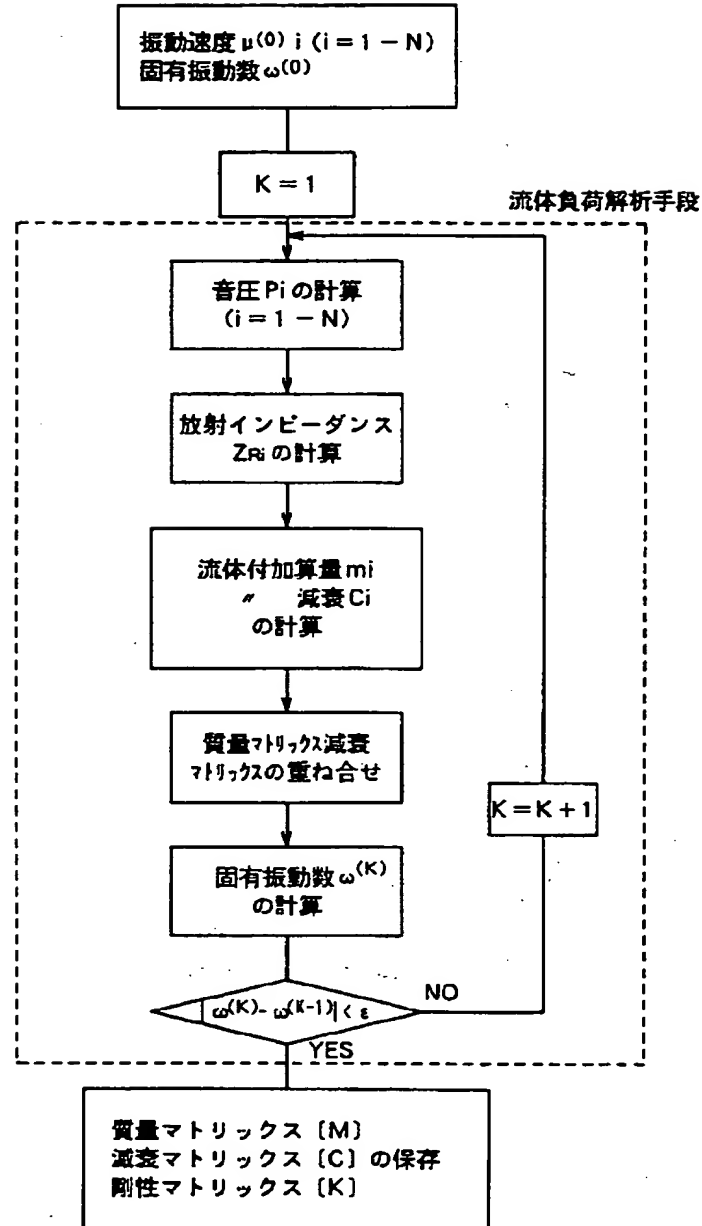 振動速度 μ(0) i (i = 1 − N)
固有振動数 ω(0)
K = 1
流体負荷解析手段
音圧 Pi の計算
(i = 1 − N)
放射インピーダンス
ZRi の計算
流体付加算量 mi
〃 減衰 Ci
の計算
質量マトリックス減衰
マトリックスの重ね合せ
K = K + 1
固有振動数 ω(K)
の計算
|ω(K) − ω(K-1)| < ε
NO
YES
質量マトリックス〔M〕
減衰マトリックス〔C〕の保存
剛性マトリックス〔K〕